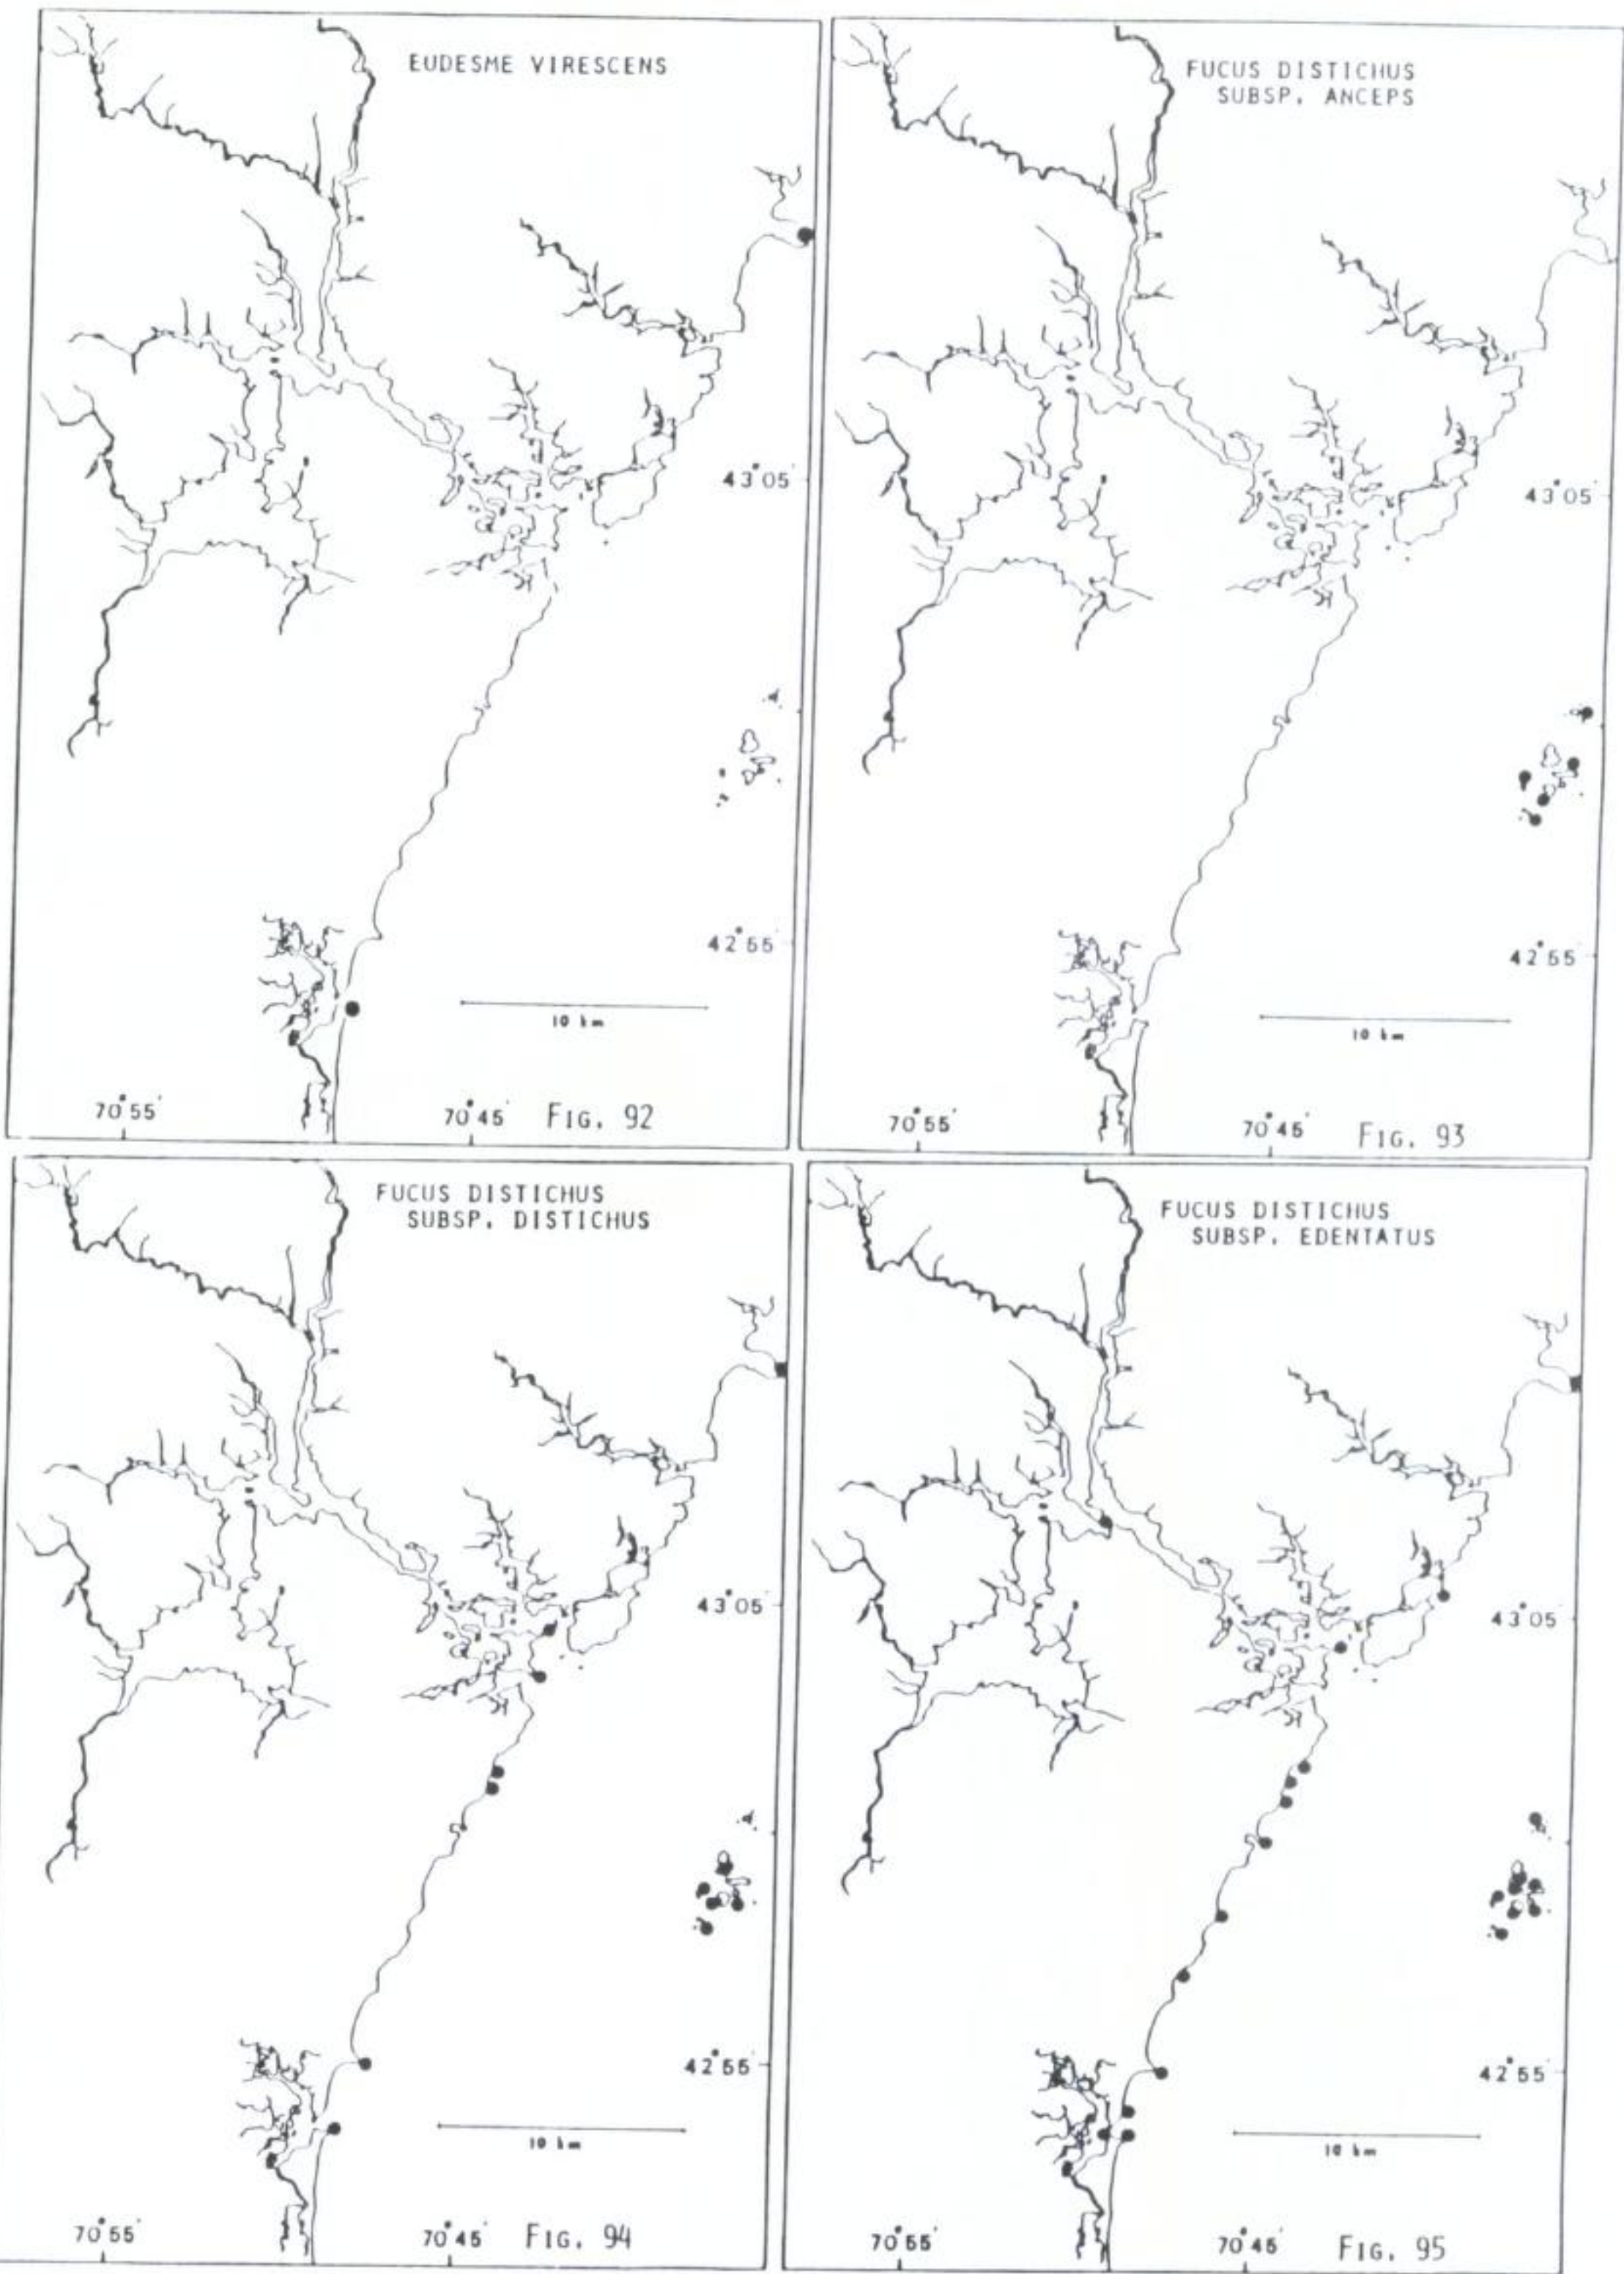 EUDESME VIRESCENS
43°05'
42°55'
10 km
70°55'
70°45'
FIG. 92
FUCUS DISTICHUS
SUBSP. ANCEPS
43°05'
42°55'
10 km
70°55'
70°45'
FIG. 93
FUCUS DISTICHUS
SUBSP. DISTICHUS
43°05'
42°55'
10 km
70°55'
70°45'
FIG. 94
FUCUS DISTICHUS
SUBSP. EDENTATUS
43°05'
42°55'
10 km
70°55'
70°45'
FIG. 95